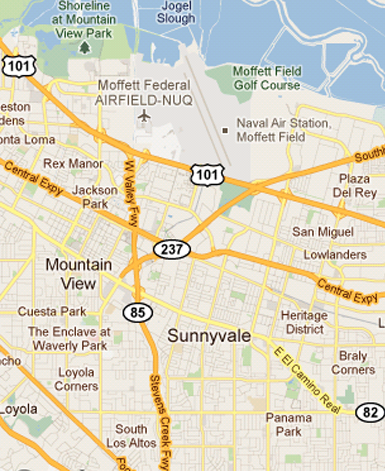 Shoreline
at Mountain
View Park
Jogel
Slough
101
Moffett Federal
AIRFIELD-NUQ
Moffett Field
Golf Course
eston
dens
onta Loma
Naval Air Station,
Moffett Field
Rex Manor
W Valley Fwy
101
South
Central Expy
Jackson
Park
Plaza
Del Rey
San Miguel
237
Lowlanders
Mountain
View
Central Expy
85
Cuesta Park
Heritage
District
L
The Enclave at
Waverly Park
Sunnyvale
E El Camino Real
cho
Braly
Corners
Loyola
Corners
Stevens Creek Fwy
Loyola
82
Panama
Park
South
Los Altos
Foo